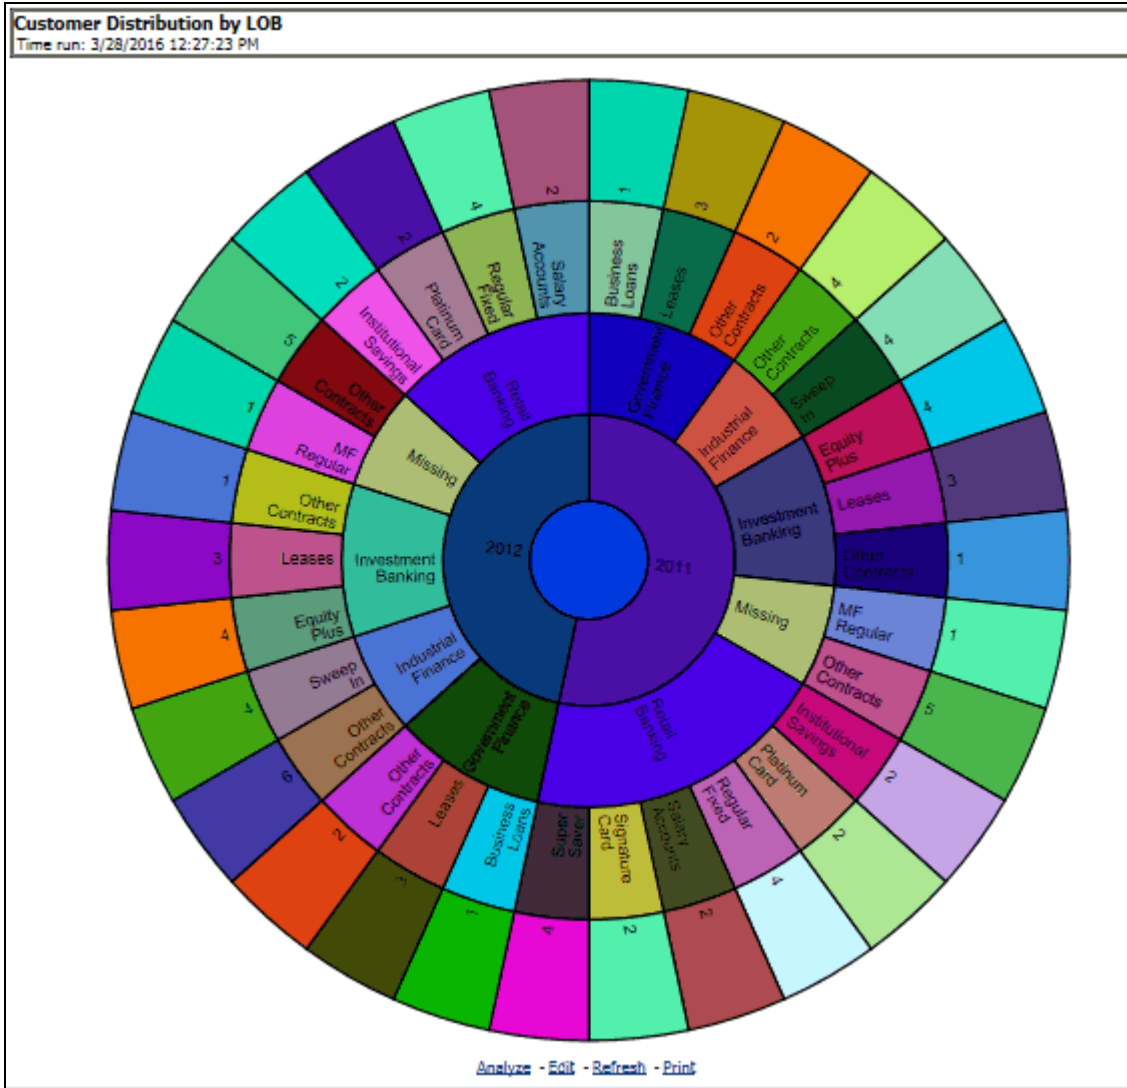 Customer Distribution by LOB
Time run: 3/28/2016 12:27:23 PM
2011
Government
Finance
Business
Loans
1
Leases
3
Other
Contracts
2
Industrial
Finance
Other
Contracts
4
Sweep
In
4
Investment
Banking
Equity
Plus
4
Leases
3
Other
Contracts
1
Missing
MF
Regular
1
Other
Contracts
5
Retail
Banking
Institutional
Savings
2
Platinum
Card
2
Regular
Fixed
4
Salary
Accounts
2
Signature
Card
2
Super
Saver
4
2012
Government
Finance
Business
Loans
1
Leases
3
Other
Contracts
2
Industrial
Finance
Other
Contracts
6
Sweep
In
4
Investment
Banking
Equity
Plus
4
Leases
3
Other
Contracts
1
Missing
MF
Regular
1
Other
Contracts
5
Retail
Banking
Institutional
Savings
2
Platinum
Card
2
Regular
Fixed
4
Salary
Accounts
2
Analyze - Edit - Refresh - Print